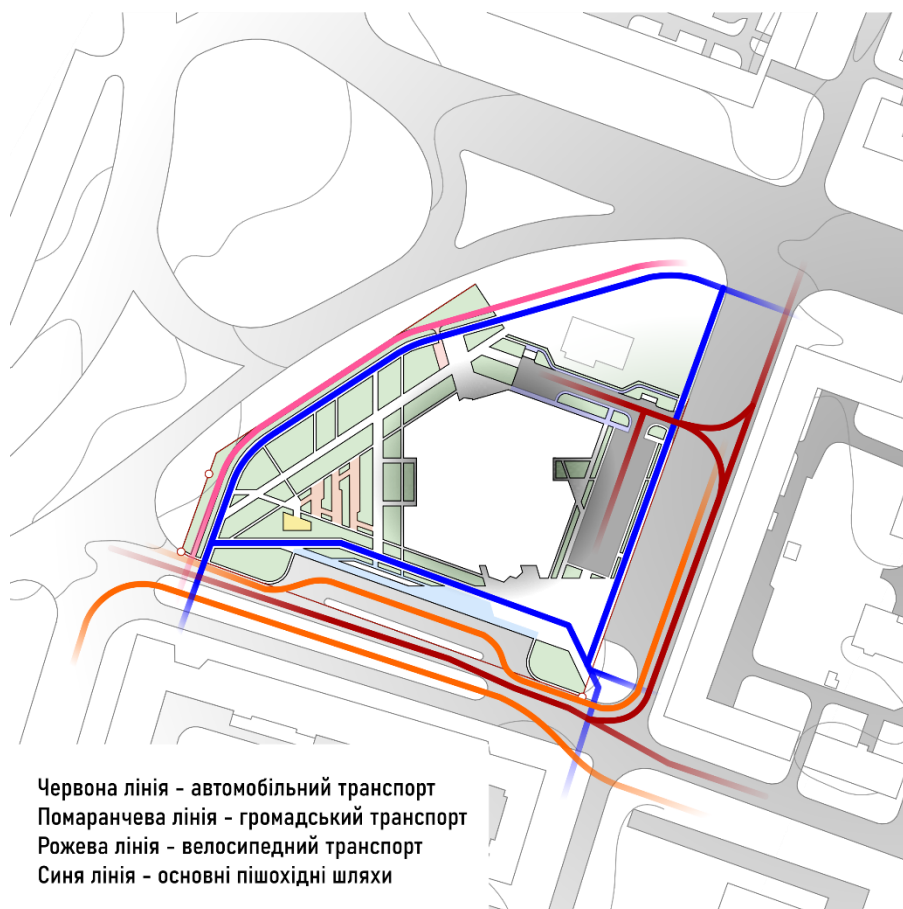 Червона лінія - автомобільний транспорт
Помаранчева лінія - громадський транспорт
Рожева лінія - велосипедний транспорт
Синя лінія - основні пішохідні шляхи